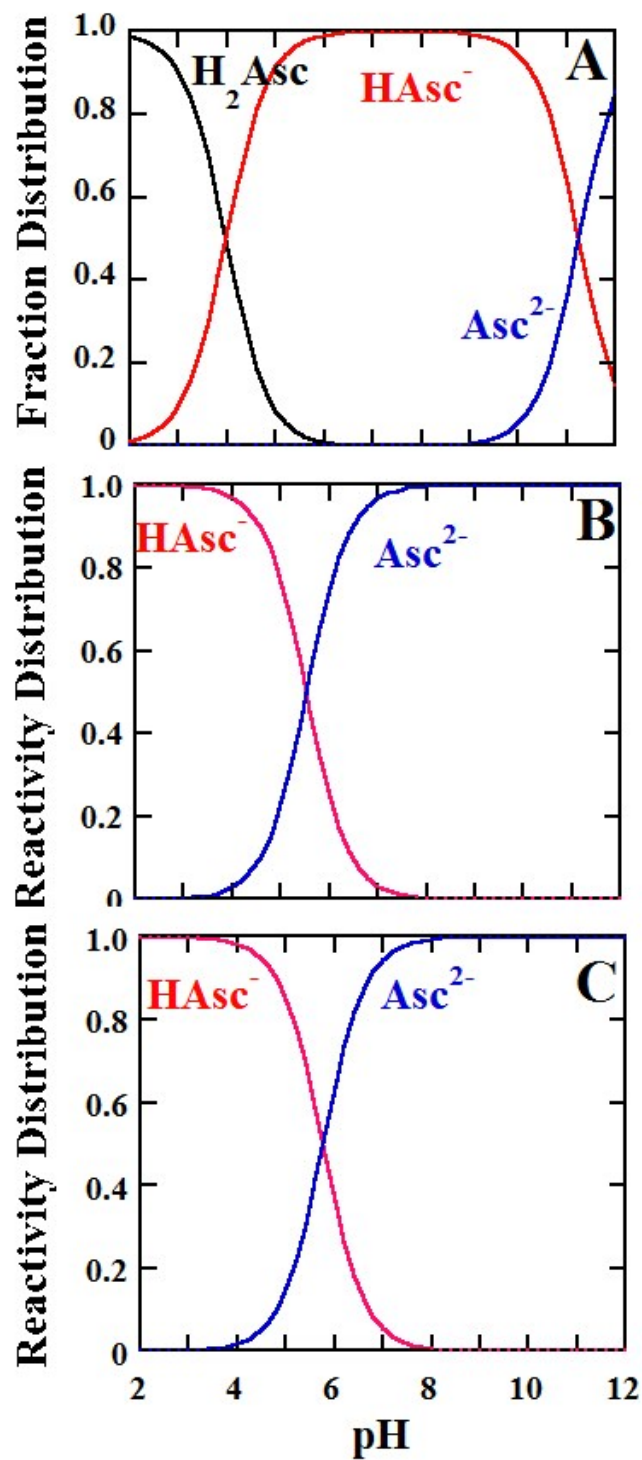 Fraction Distribution
1.0
0.8
0.6
0.4
0.2
0
H₂Asc
HAsc⁻
A
Asc²⁻
Reactivity Distribution
1.0
0.8
0.6
0.4
0.2
0
HAsc⁻
Asc²⁻
B
Reactivity Distribution
1.0
0.8
0.6
0.4
0.2
0
HAsc⁻
Asc²⁻
C
2 4 6 8 10 12
pH